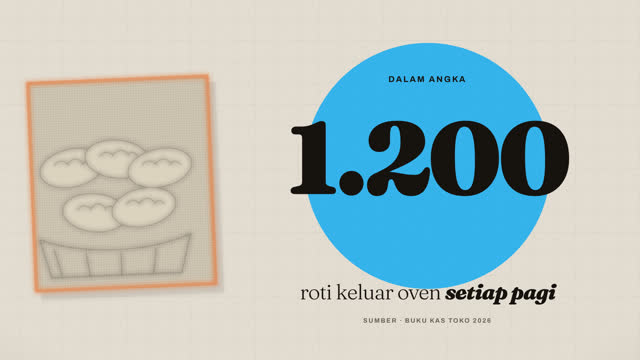 DALAM ANGKA
1.200
roti keluar oven setiap pagi
SUMBER · BUKU KAS TOKO 2026